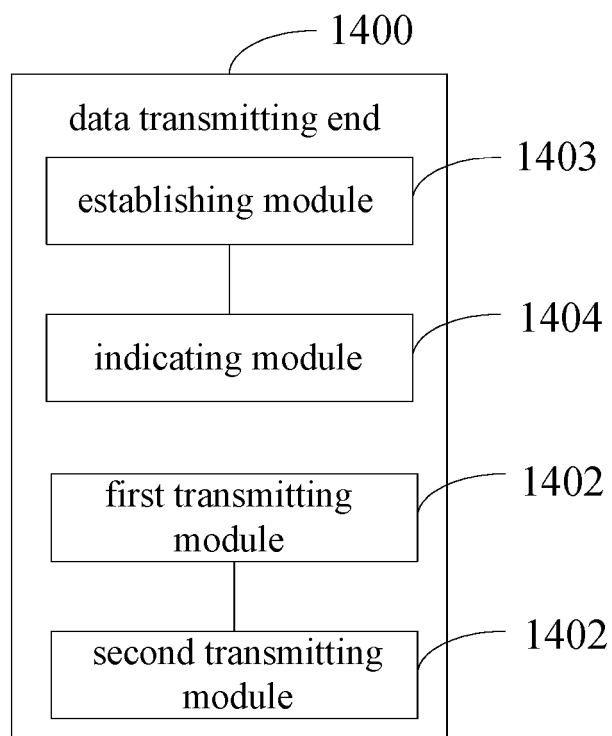 1400
data transmitting end
1403
establishing module
1404
indicating module
1402
first transmitting
module
1402
second transmitting
module